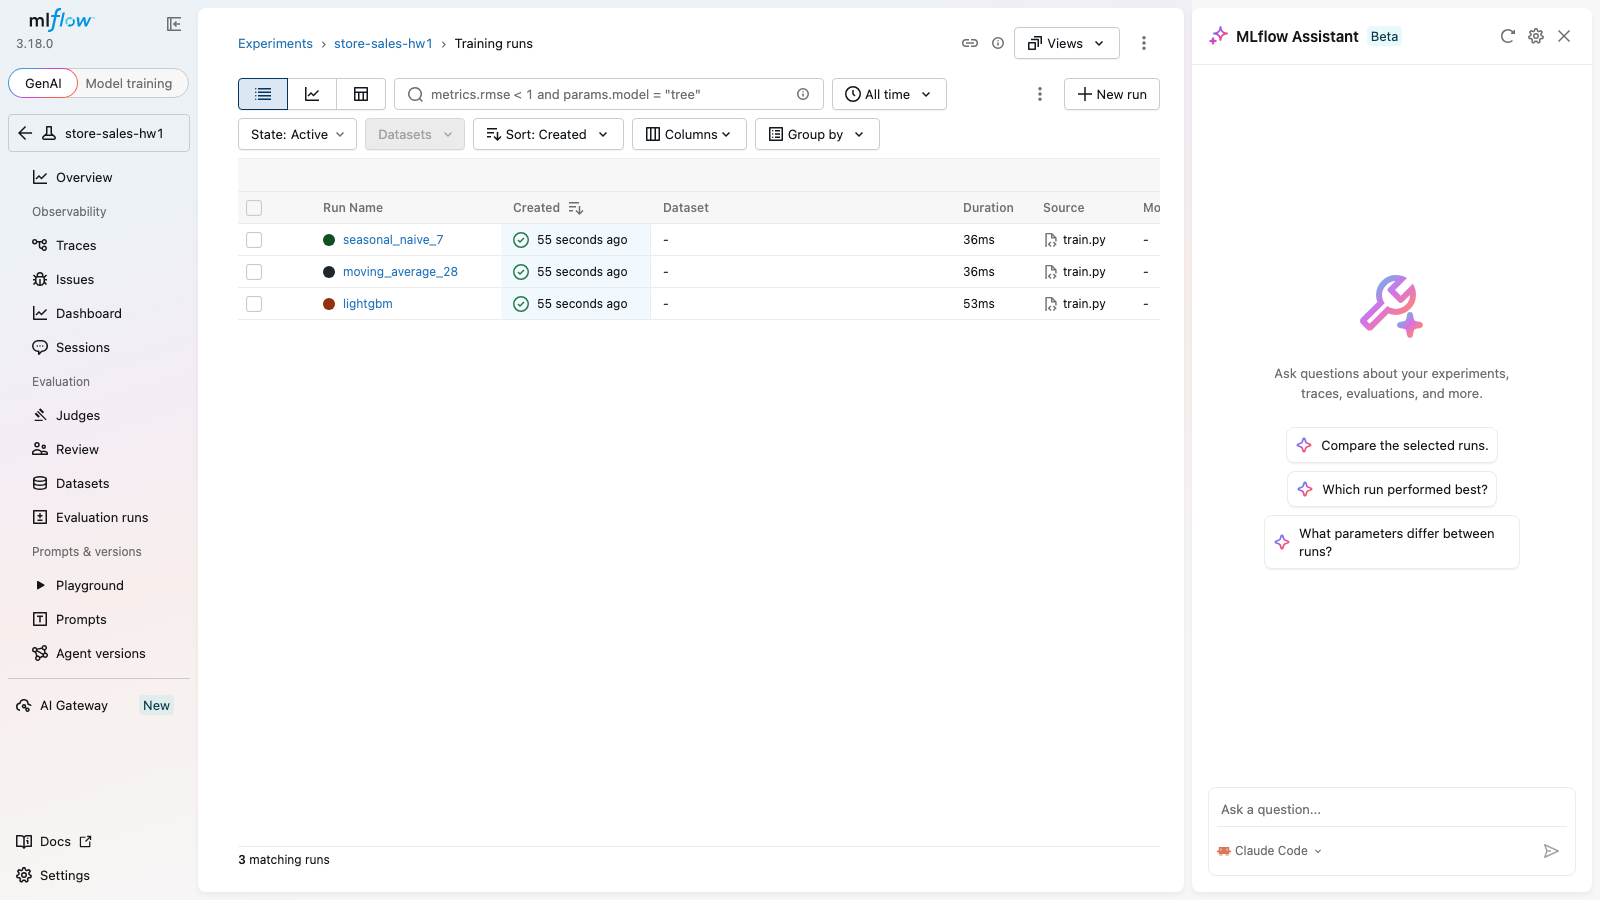 mlflow
3.18.0
GenAI
Model training
store-sales-hw1
Overview
Observability
Traces
Issues
Dashboard
Sessions
Evaluation
Judges
Review
Datasets
Evaluation runs
Prompts & versions
Playground
Prompts
Agent versions
AI Gateway New
Docs
Settings
Experiments › store-sales-hw1 › Training runs
Views
metrics.rmse < 1 and params.model = "tree"
All time
New run
State: Active
Datasets
Sort: Created
Columns
Group by
Run Name Created Dataset Duration Source Mo
seasonal_naive_7 55 seconds ago - 36ms train.py -
moving_average_28 55 seconds ago - 36ms train.py -
lightgbm 55 seconds ago - 53ms train.py -
3 matching runs
MLflow Assistant Beta
Ask questions about your experiments,
traces, evaluations, and more.
Compare the selected runs.
Which run performed best?
What parameters differ between
runs?
Ask a question...
Claude Code